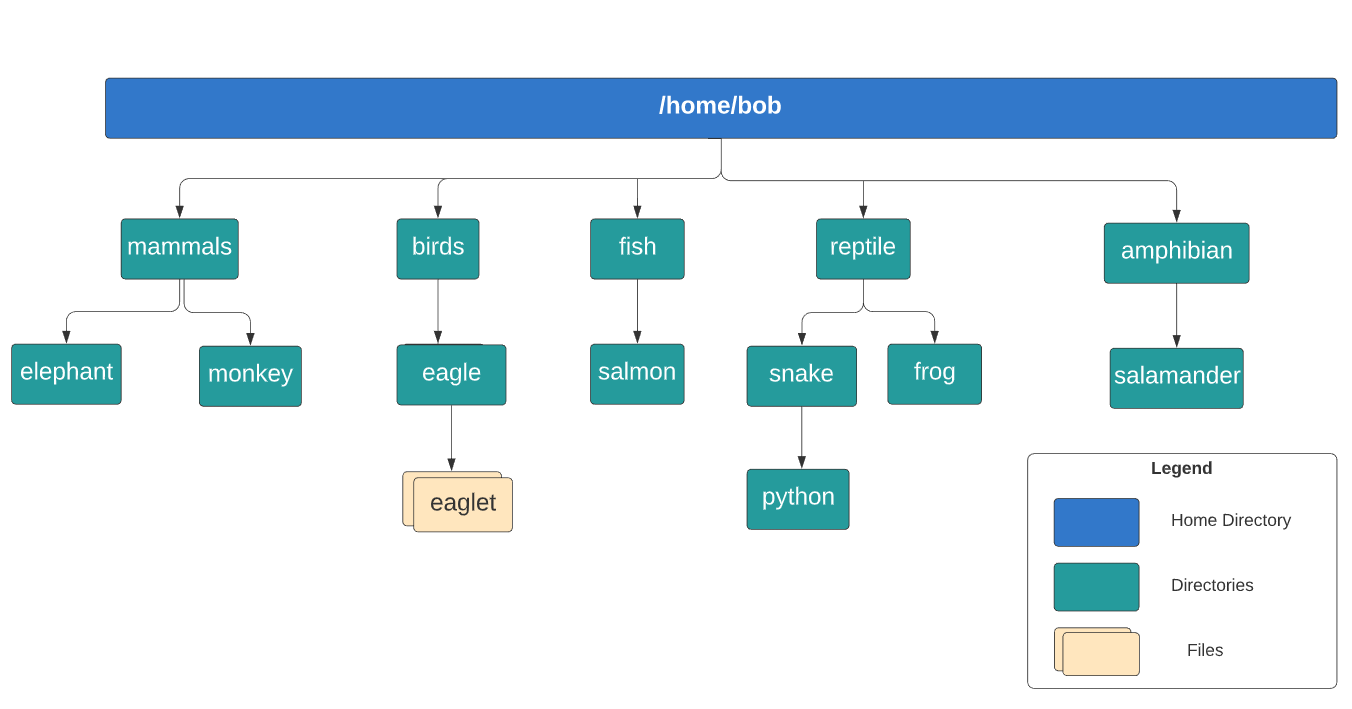 /home/bob
mammals
birds
fish
reptile
amphibian
elephant
monkey
eagle
salmon
snake
frog
salamander
eaglet
python
Legend
Home Directory
Directories
Files